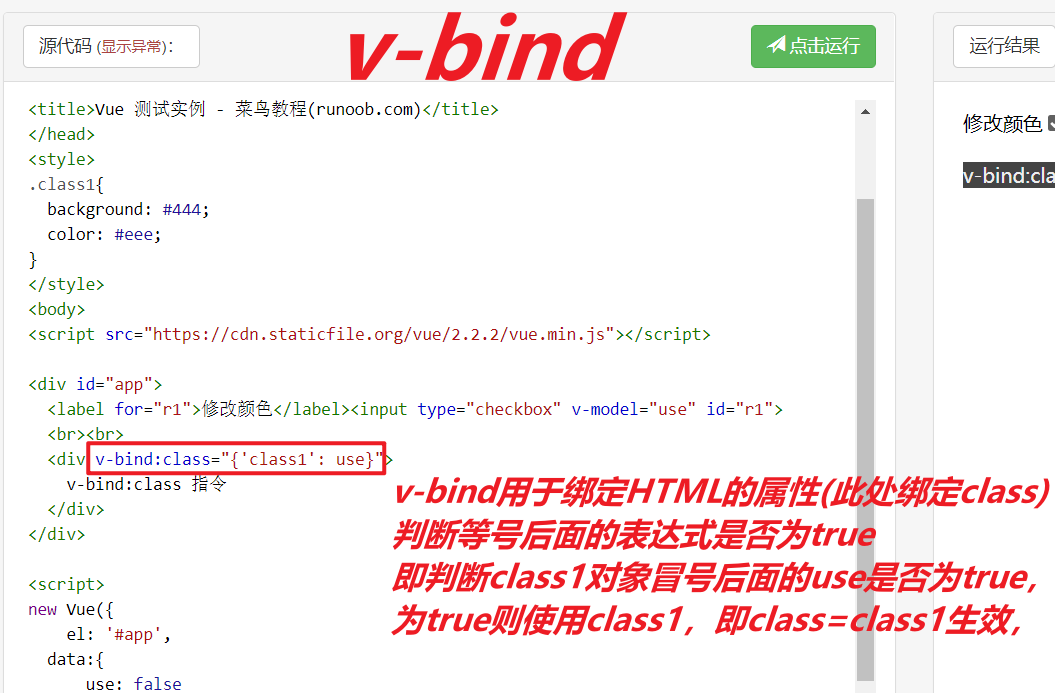 v-bind
源代码 (显示异常)：
点击运行
运行结果
<title>Vue 测试实例 - 菜鸟教程(runoob.com)</title>
</head>
<style>
.class1{
  background: #444;
  color: #eee;
}
</style>
<body>
<script src="https://cdn.staticfile.org/vue/2.2.2/vue.min.js"></script>
<div id="app">
  <label for="r1">修改颜色</label><input type="checkbox" v-model="use" id="r1">
  <br><br>
  <div v-bind:class="{'class1': use}">
    v-bind:class 指令
  </div>
</div>
<script>
new Vue({
    el: '#app',
  data:{
      use: false
v-bind用于绑定HTML的属性(此处绑定class)
判断等号后面的表达式是否为true
即判断class1对象冒号后面的use是否为true，
为true则使用class1，即class=class1生效，
修改颜色
v-bind:cla